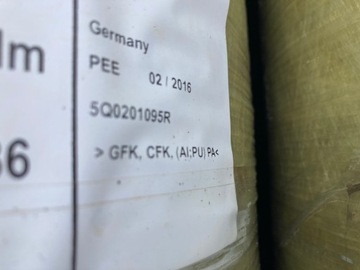 Germany
lm
PEE 02 / 2016
5Q0201095R
36
> GFK, CFK, (Al;PU) PA<